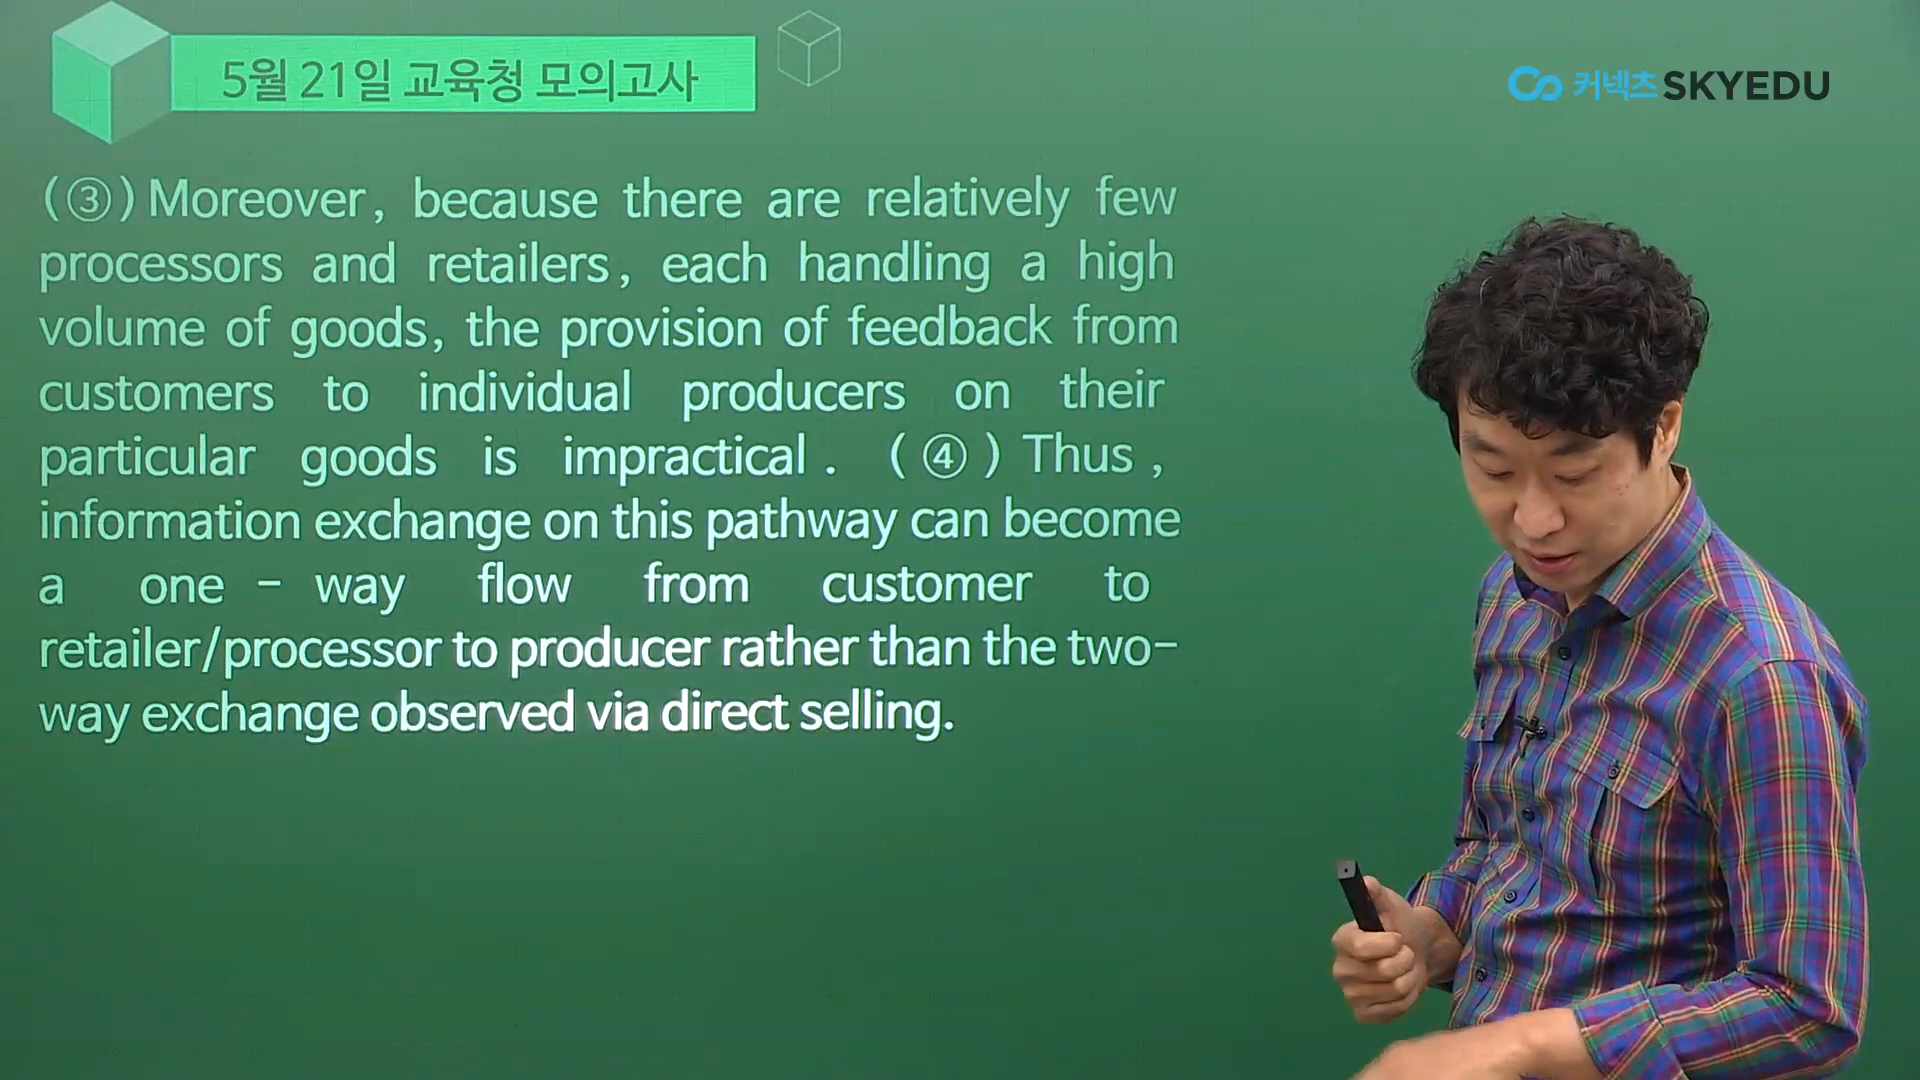 5월 21일 교육청 모의고사
커넥츠 SKYEDU
(③) Moreover, because there are relatively few
processors and retailers, each handling a high
volume of goods, the provision of feedback from
customers to individual producers on their
particular goods is impractical. (④) Thus,
information exchange on this pathway can become
a one-way flow from customer to
retailer/processor to producer rather than the two-
way exchange observed via direct selling.